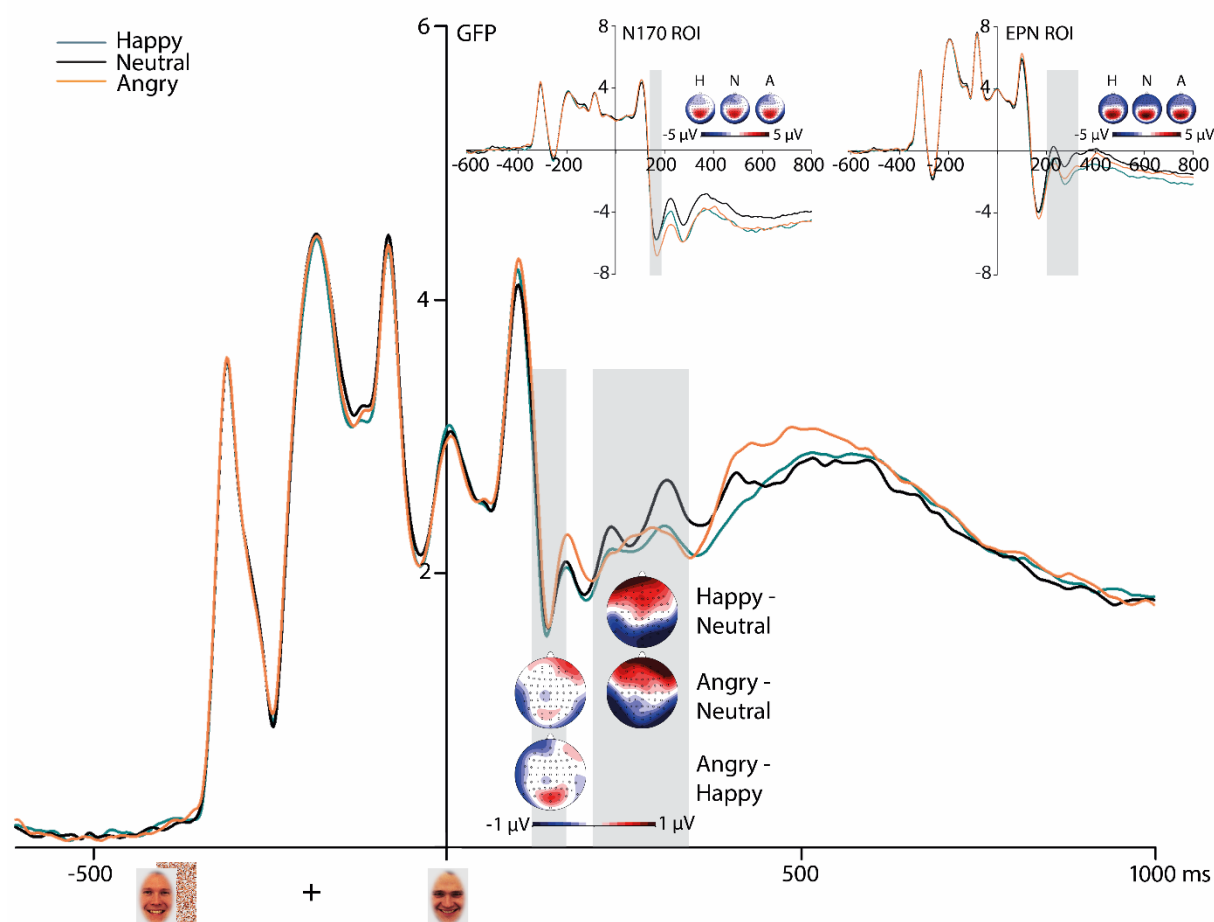 Happy
Neutral
Angry
6
GFP
4
2
8
N170 ROI
4
H N A
-5 µV 5 µV
-600 -400 -200 200 400 600 800
-4
-8
8
EPN ROI
4
H N A
-5 µV 5 µV
-600 -400 -200 200 400 600 800
-4
-8
Happy -
Neutral
Angry -
Neutral
Angry -
Happy
-1 µV 1 µV
-500 500 1000 ms
+